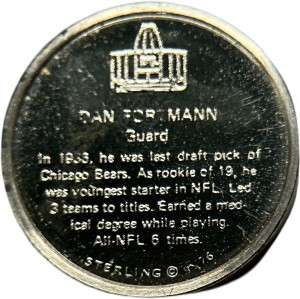 DAN FORTMANN
Guard
In 1936, he was last draft pick of
Chicago Bears. As rookie of 19, he
was youngest starter in NFL. Led
3 teams to titles. Earned a med-
ical degree while playing.
All-NFL 6 times.
STERLING ©